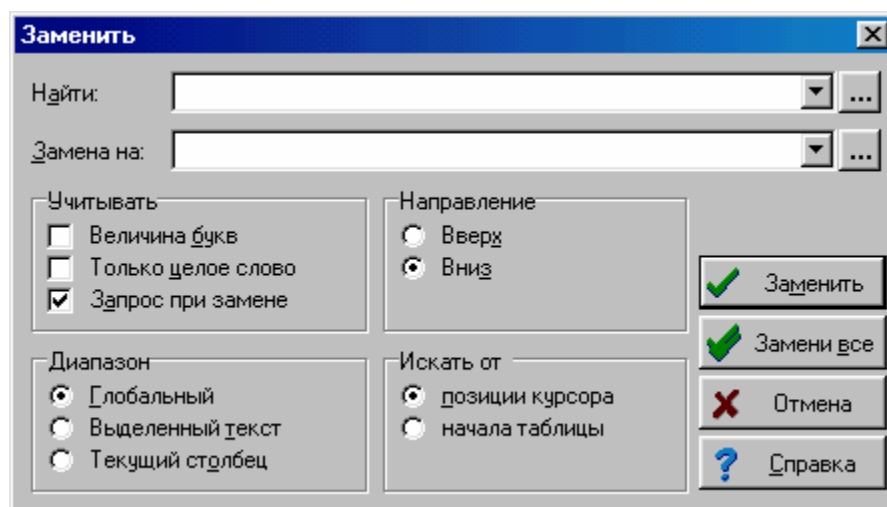 Заменить
Найти:
...
Замена на:
...
Учитывать
Величина букв
Только целое слово
Запрос при замене
Направление
Вверх
Вниз
Диапазон
Глобальный
Выделенный текст
Текущий столбец
Искать от
позиции курсора
начала таблицы
Заменить
Замени все
Отмена
Справка